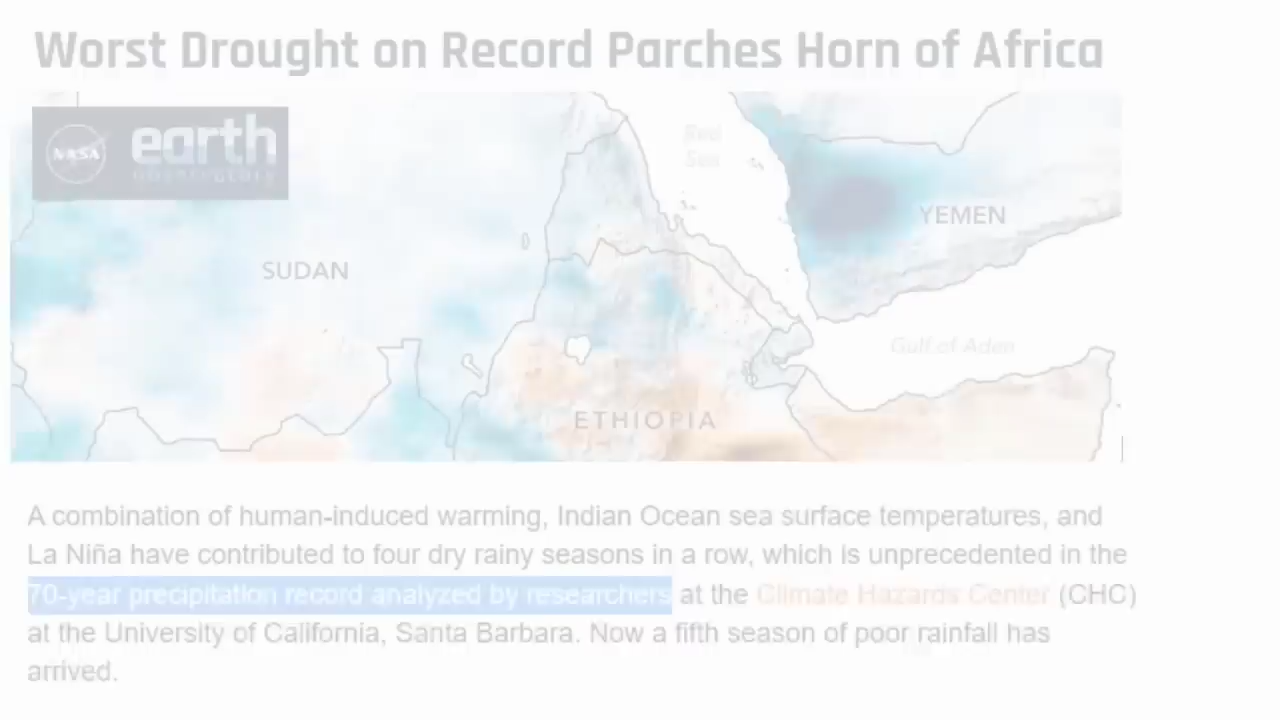 Worst Drought on Record Parches Horn of Africa
NASA
earth
observatory
Red
Sea
YEMEN
SUDAN
Gulf of Aden
ETHIOPIA
A combination of human-induced warming, Indian Ocean sea surface temperatures, and
La Niña have contributed to four dry rainy seasons in a row, which is unprecedented in the
70-year precipitation record analyzed by researchers at the Climate Hazards Center (CHC)
at the University of California, Santa Barbara. Now a fifth season of poor rainfall has
arrived.